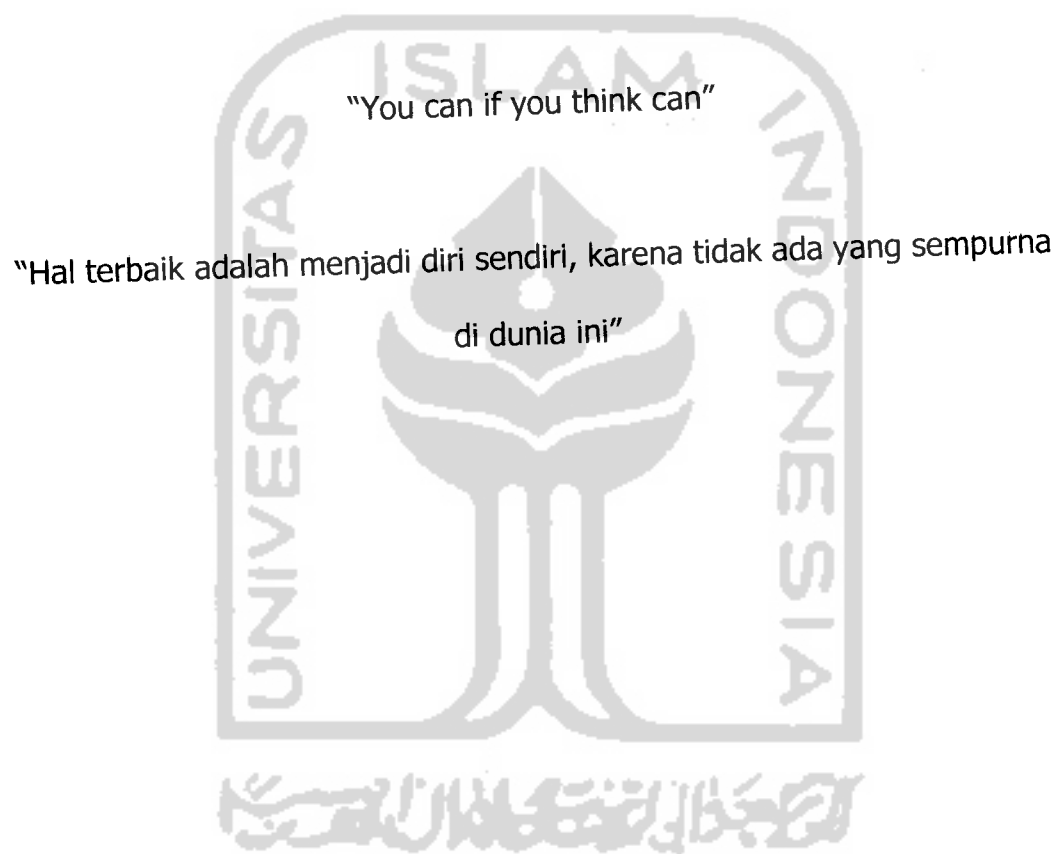 ISLAM
UNIVERSITAS
INDONESIA
"You can if you think can"
"Hal terbaik adalah menjadi diri sendiri, karena tidak ada yang sempurna
di dunia ini"